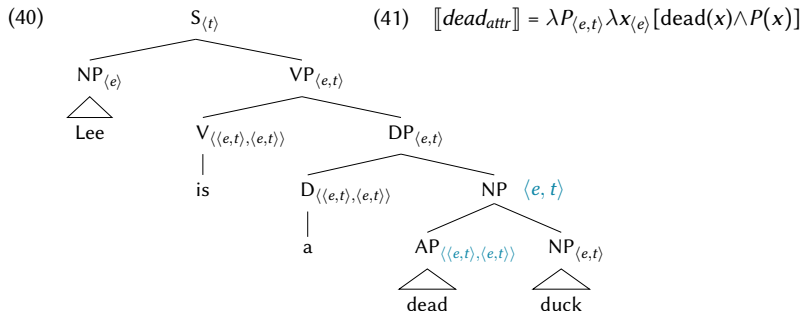 (40) S⟨t⟩ (41) ⟦dead_attr⟧ = λP⟨e,t⟩λx⟨e⟩[dead(x)∧P(x)]
NP⟨e⟩ VP⟨e,t⟩
Lee V⟨⟨e,t⟩,⟨e,t⟩⟩ DP⟨e,t⟩
is D⟨⟨e,t⟩,⟨e,t⟩⟩ NP ⟨e, t⟩
a AP⟨⟨e,t⟩,⟨e,t⟩⟩ NP⟨e,t⟩
dead duck